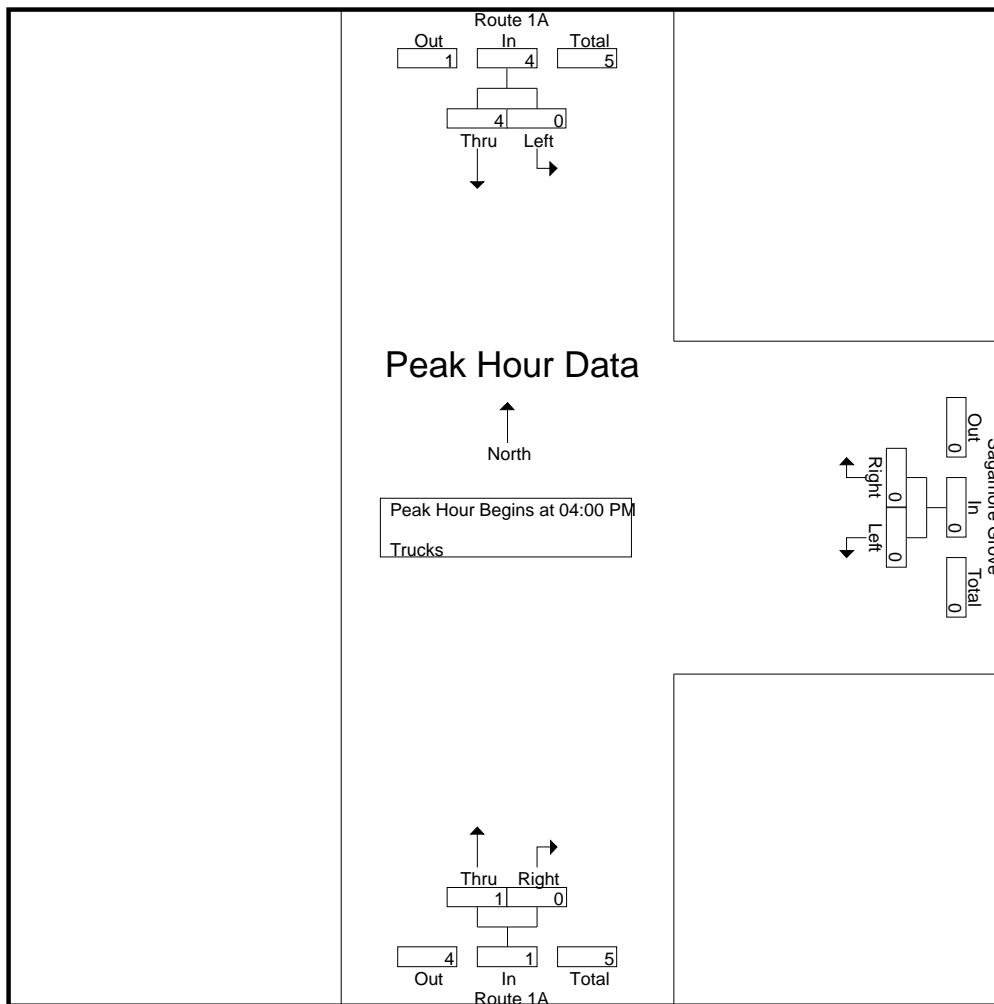 Route 1A
Out In Total
1 4 5
4 0
Thru Left
Peak Hour Data
North
Peak Hour Begins at 04:00 PM
Trucks
Sagamore Grove
Out In Total
0 0 0
Right Left
0 0
Thru Right
1 0
4 1 5
Out In Total
Route 1A